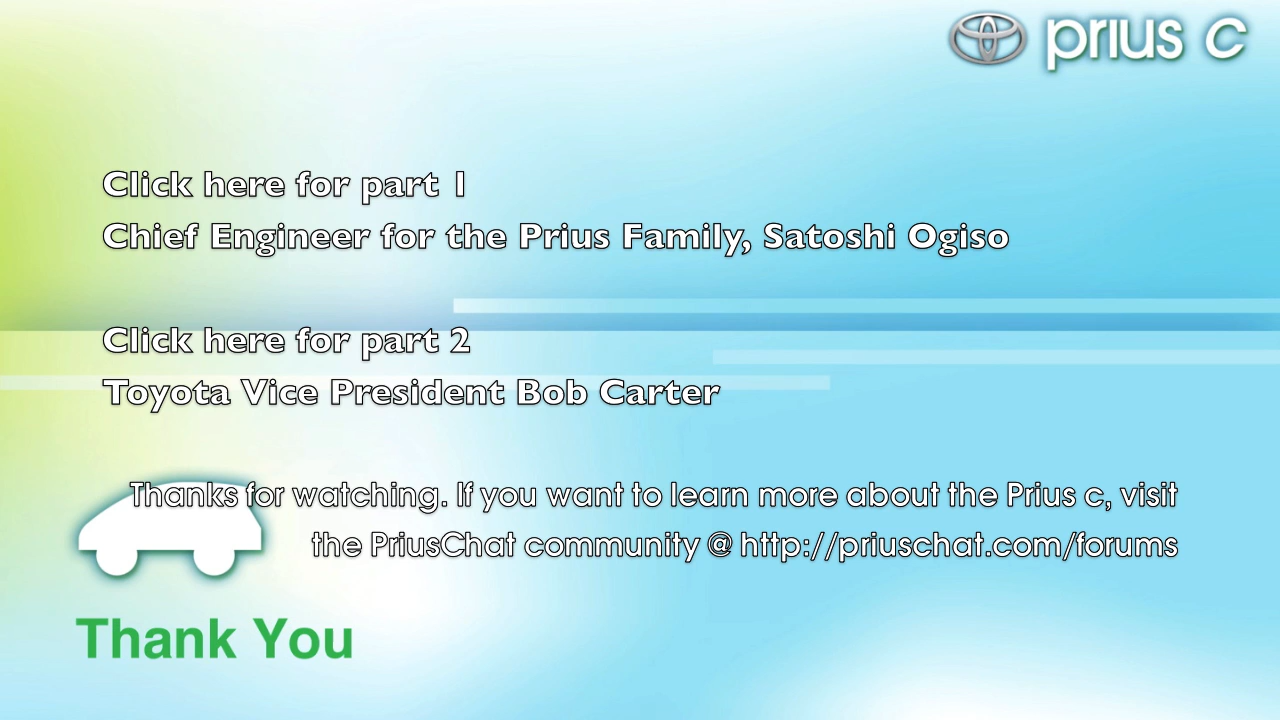 prius c
Click here for part 1
Chief Engineer for the Prius Family, Satoshi Ogiso
Click here for part 2
Toyota Vice President Bob Carter
Thanks for watching. If you want to learn more about the Prius c, visit
the PriusChat community @ http://priuschat.com/forums
Thank You